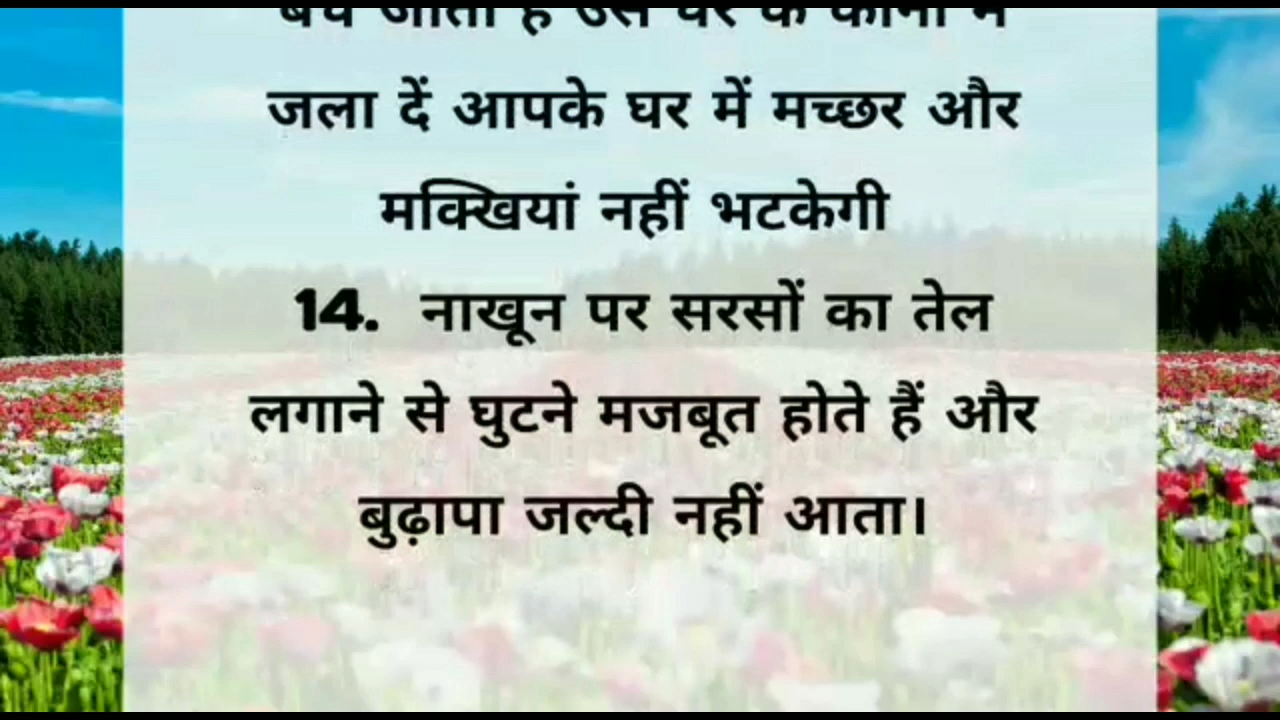 जला दें आपके घर में मच्छर और
मक्खियां नहीं भटकेगी
14. नाखून पर सरसों का तेल
लगाने से घुटने मजबूत होते हैं और
बुढ़ापा जल्दी नहीं आता।